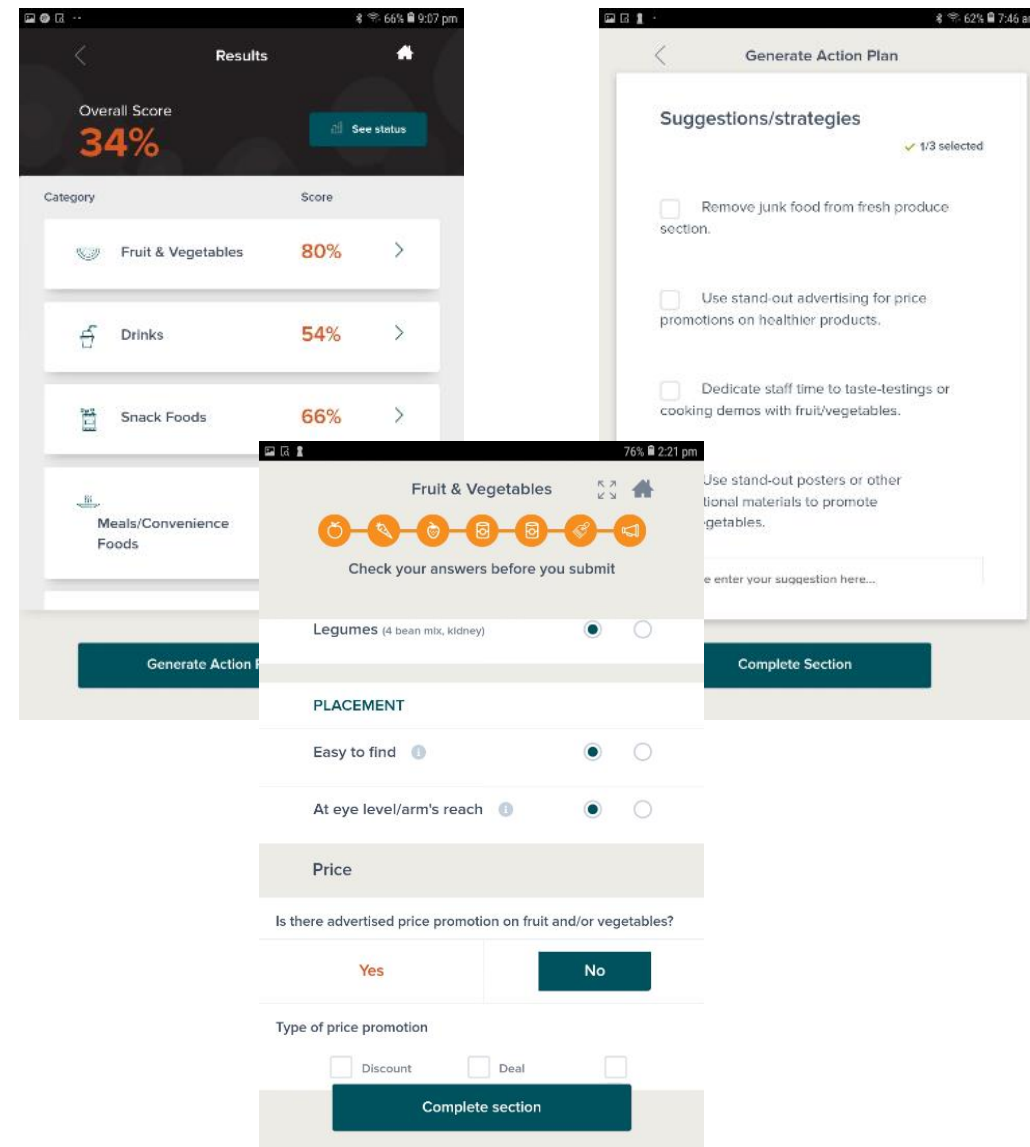 66% 9:07 pm
Results
Overall Score
34%
See status
Category Score
Fruit & Vegetables 80%
Drinks 54%
Snack Foods 66%
Meals/Convenience
Foods
Generate Action
62% 7:46
Generate Action Plan
Suggestions/strategies
1/3 selected
Remove junk food from fresh produce
section.
Use stand-out advertising for price
promotions on healthier products.
Dedicate staff time to taste-testings or
cooking demos with fruit/vegetables.
Use stand-out posters or other
tional materials to promote
getables.
e enter your suggestion here...
Complete Section
76% 2:21 pm
Fruit & Vegetables
Check your answers before you submit
Legumes (4 bean mix, kidney)
PLACEMENT
Easy to find
At eye level/arm's reach
Price
Is there advertised price promotion on fruit and/or vegetables?
Yes No
Type of price promotion
Discount Deal
Complete section